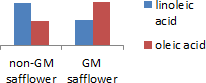 linoleic
acid
oleic acid
non-GM
safflower
GM
safflower